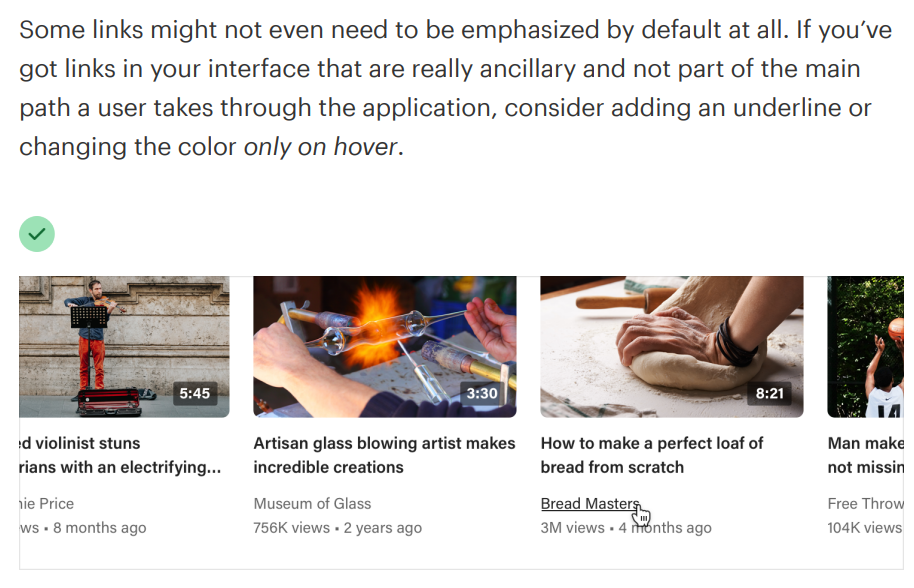 Some links might not even need to be emphasized by default at all. If you’ve
got links in your interface that are really ancillary and not part of the main
path a user takes through the application, consider adding an underline or
changing the color only on hover.
5:45
3:30
8:21
14
ed violinist stuns
rians with an electrifying...
nie Price
ws • 8 months ago
Artisan glass blowing artist makes
incredible creations
Museum of Glass
756K views • 2 years ago
How to make a perfect loaf of
bread from scratch
Bread Masters
3M views • 4 months ago
Man make
not missin
Free Throw
104K views